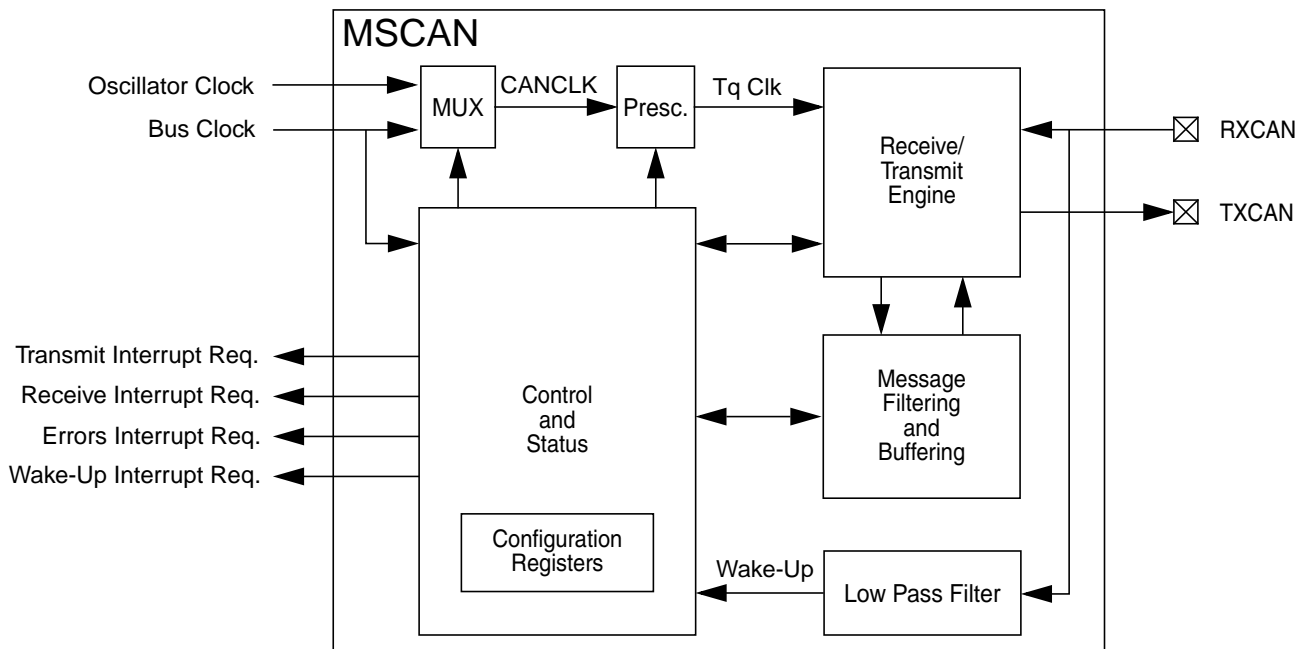 MSCAN
Oscillator Clock
Bus Clock
MUX
CANCLK
Presc.
Tq Clk
Receive/
Transmit
Engine
RXCAN
TXCAN
Transmit Interrupt Req.
Receive Interrupt Req.
Errors Interrupt Req.
Wake-Up Interrupt Req.
Control
and
Status
Message
Filtering
and
Buffering
Configuration
Registers
Wake-Up
Low Pass Filter